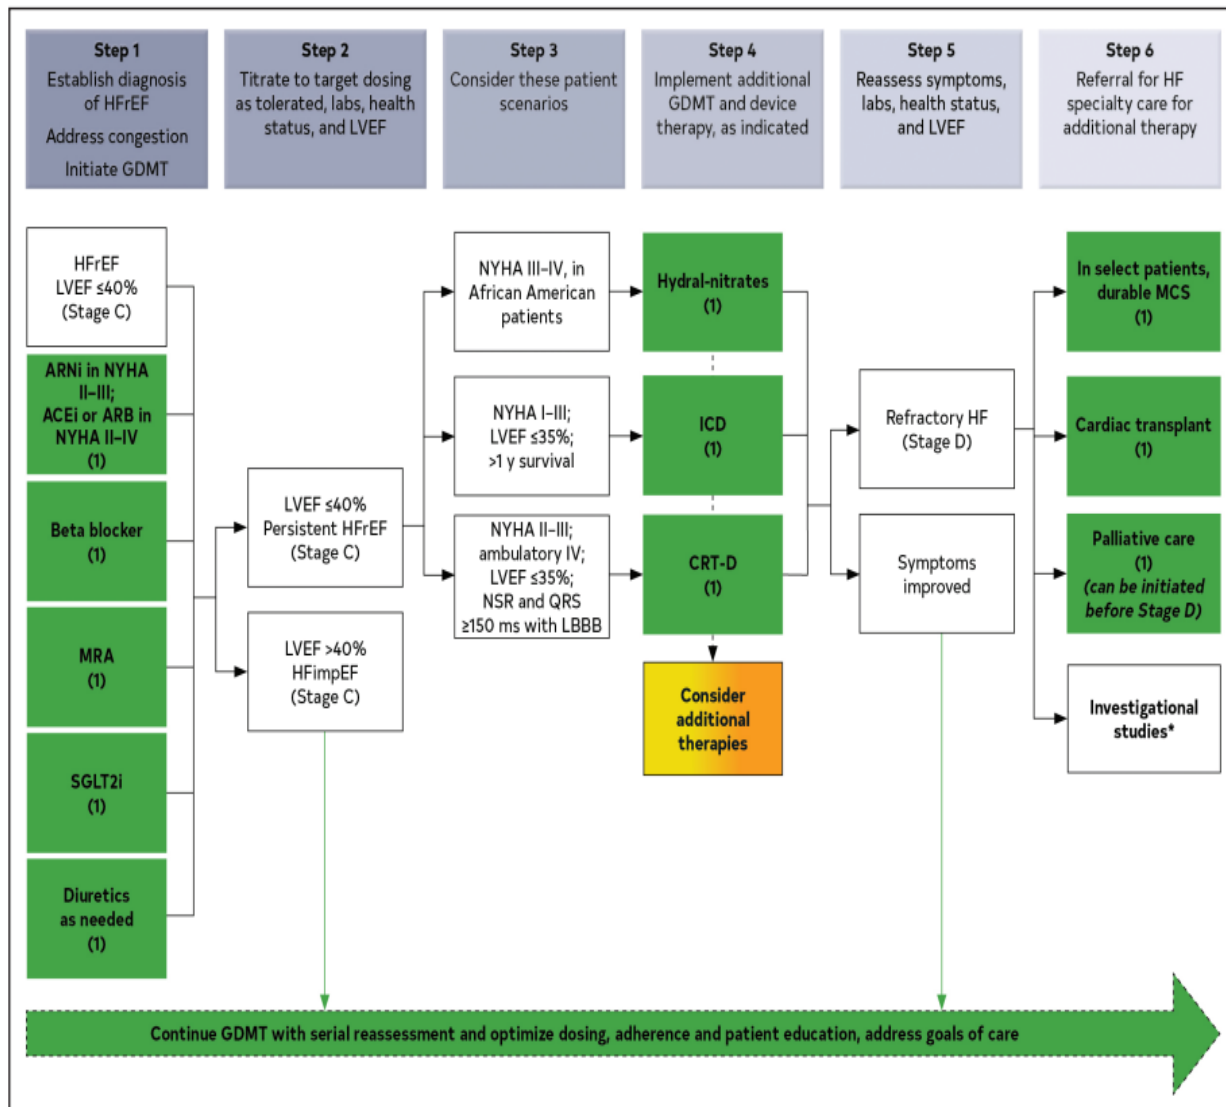 Step 1
Establish diagnosis
of HFrEF
Address congestion
Initiate GDMT
Step 2
Titrate to target dosing
as tolerated, labs, health
status, and LVEF
Step 3
Consider these patient
scenarios
Step 4
Implement additional
GDMT and device
therapy, as indicated
Step 5
Reassess symptoms,
labs, health status,
and LVEF
Step 6
Referral for HF
specialty care for
additional therapy
HFrEF
LVEF ≤40%
(Stage C)
ARNi in NYHA
II–III;
ACEi or ARB in
NYHA II–IV
(1)
Beta blocker
(1)
MRA
(1)
SGLT2i
(1)
Diuretics
as needed
(1)
LVEF ≤40%
Persistent HFrEF
(Stage C)
LVEF >40%
HFimpEF
(Stage C)
NYHA III–IV, in
African American
patients
NYHA I–III;
LVEF ≤35%;
>1 y survival
NYHA II–III;
ambulatory IV;
LVEF ≤35%;
NSR and QRS
≥150 ms with LBBB
Hydral-nitrates
(1)
ICD
(1)
CRT-D
(1)
Consider
additional
therapies
Refractory HF
(Stage D)
Symptoms
improved
In select patients,
durable MCS
(1)
Cardiac transplant
(1)
Palliative care
(1)
(can be initiated
before Stage D)
Investigational
studies*
Continue GDMT with serial reassessment and optimize dosing, adherence and patient education, address goals of care